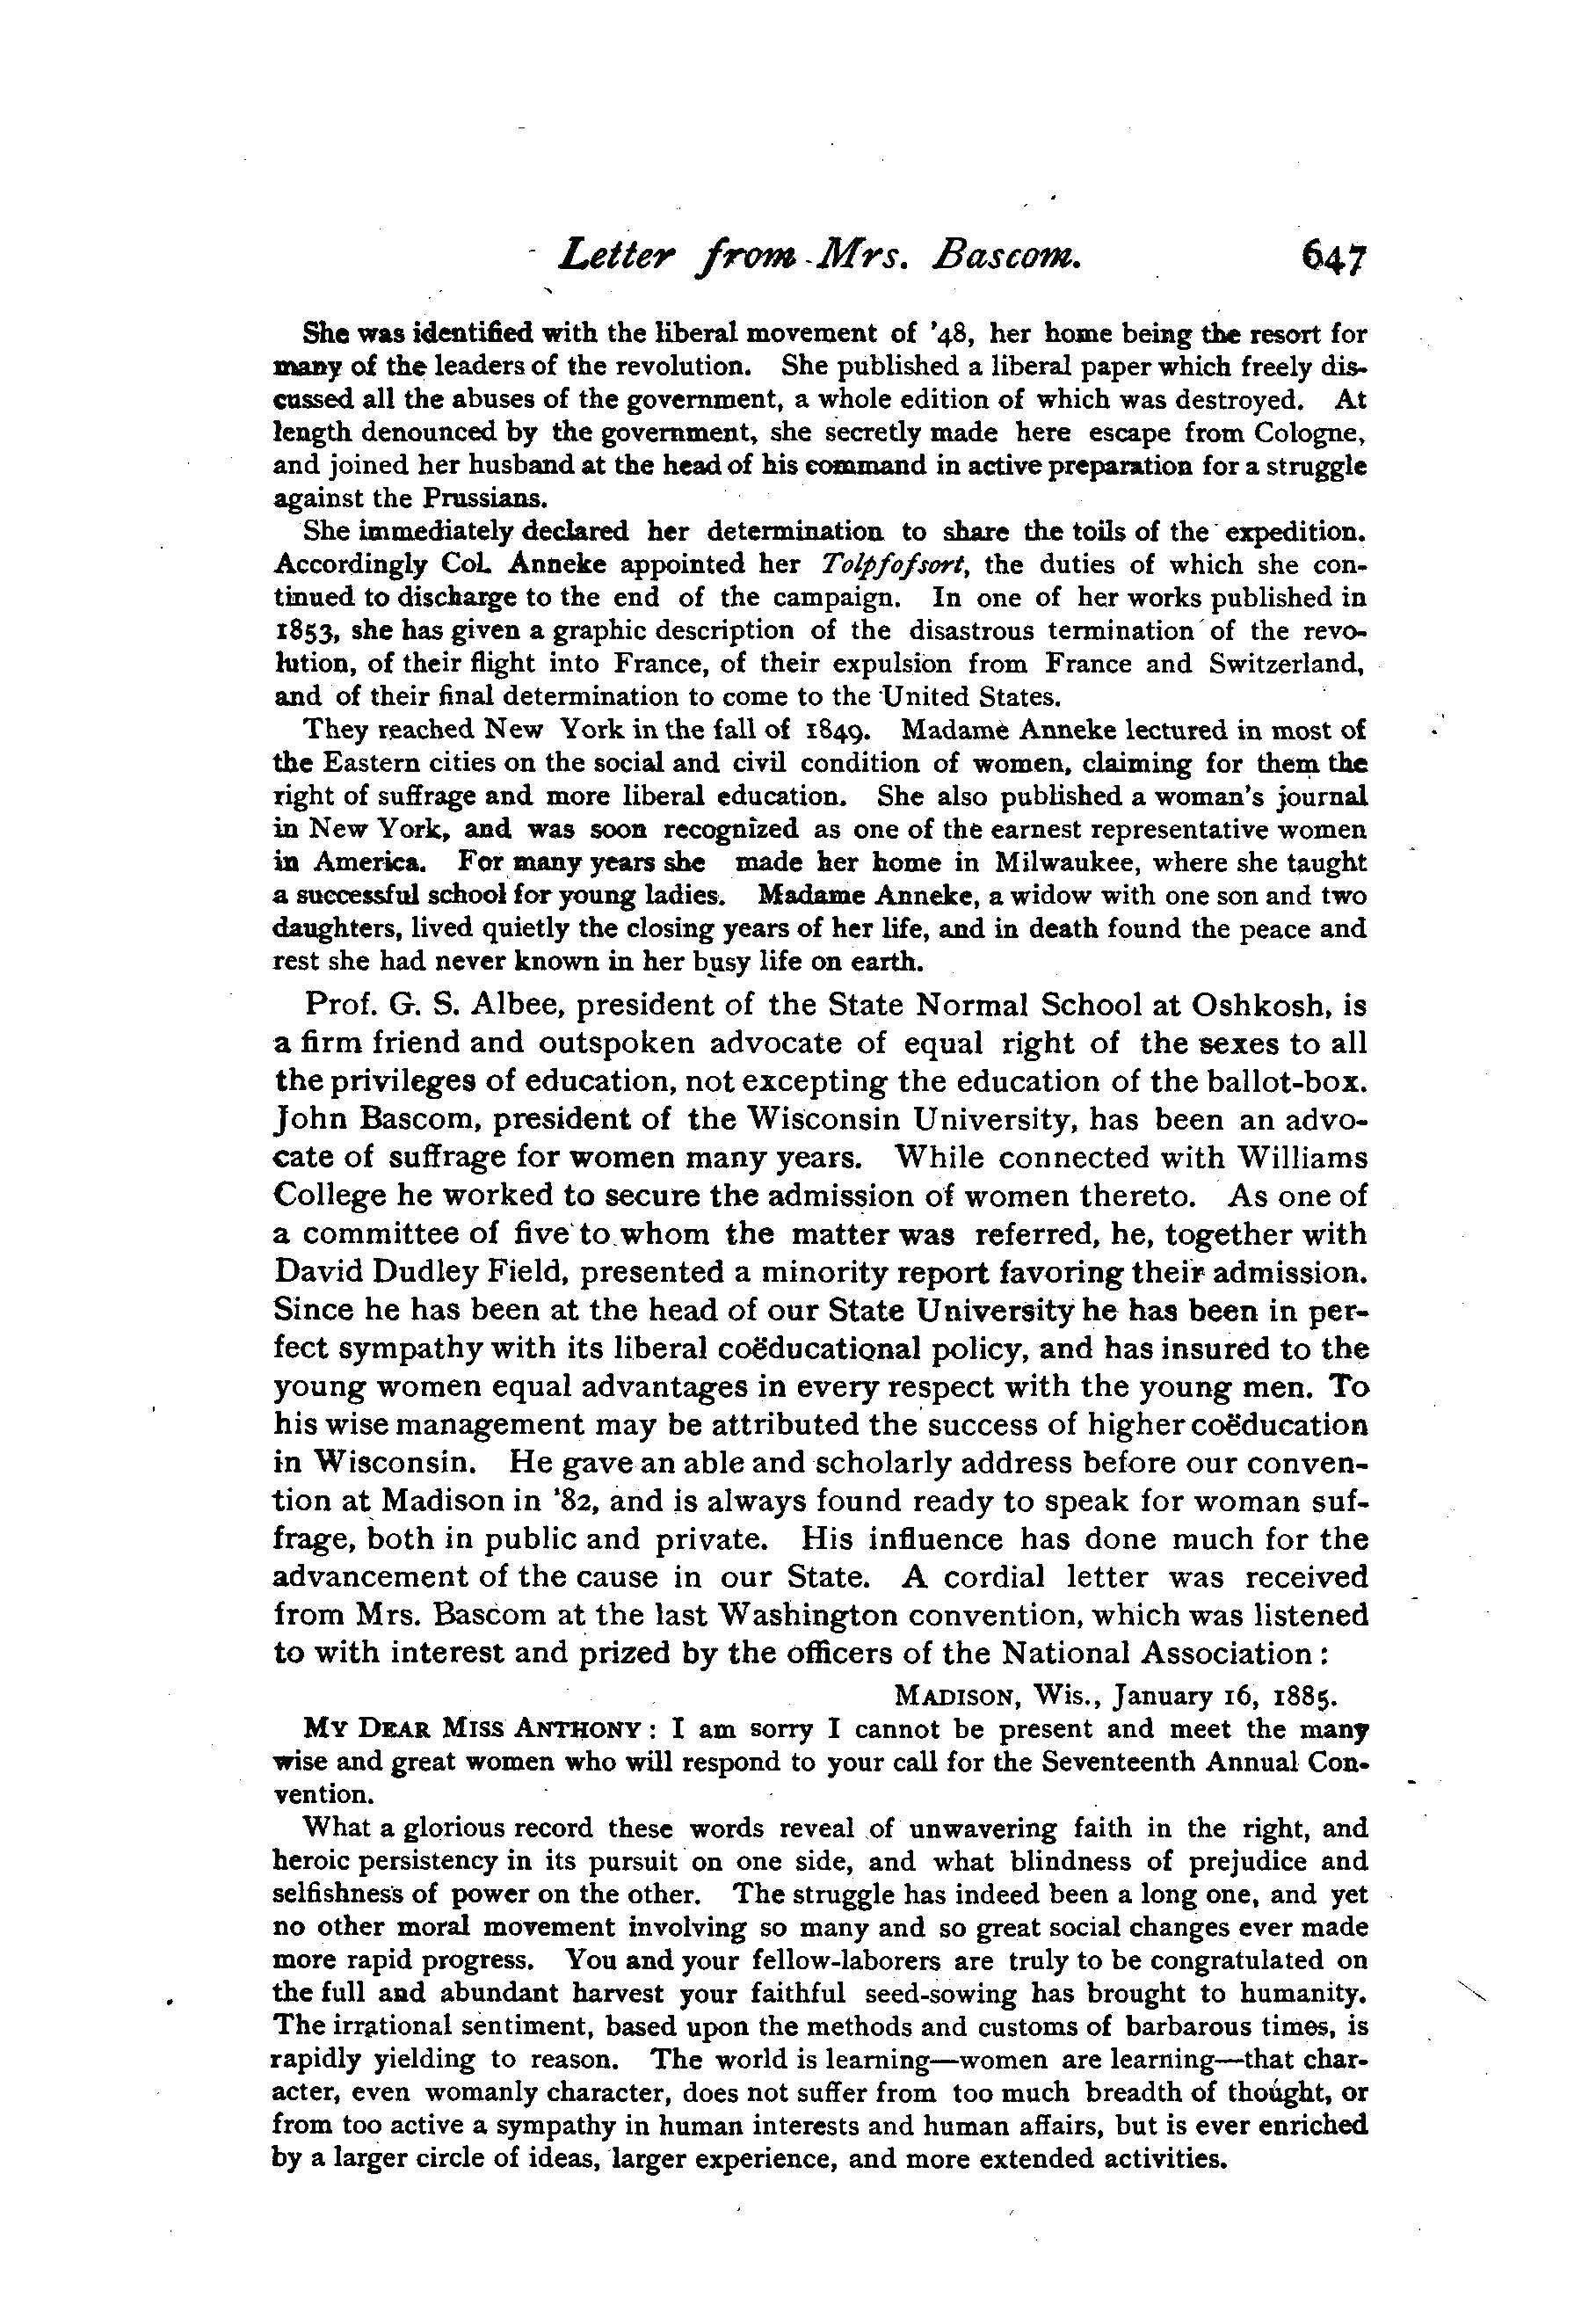 Letter from Mrs. Bascom. 647
She was identified with the liberal movement of '48, her home being the resort for
many of the leaders of the revolution. She published a liberal paper which freely dis-
cussed all the abuses of the government, a whole edition of which was destroyed. At
length denounced by the government, she secretly made here escape from Cologne,
and joined her husband at the head of his command in active preparation for a struggle
against the Prussians.
She immediately declared her determination to share the toils of the expedition.
Accordingly Col. Anneke appointed her Tolpfofsort, the duties of which she con-
tinued to discharge to the end of the campaign. In one of her works published in
1853, she has given a graphic description of the disastrous termination of the revo-
lution, of their flight into France, of their expulsion from France and Switzerland,
and of their final determination to come to the United States.
They reached New York in the fall of 1849. Madame Anneke lectured in most of
the Eastern cities on the social and civil condition of women, claiming for them the
right of suffrage and more liberal education. She also published a woman's journal
in New York, and was soon recognized as one of the earnest representative women
in America. For many years she made her home in Milwaukee, where she taught
a successful school for young ladies. Madame Anneke, a widow with one son and two
daughters, lived quietly the closing years of her life, and in death found the peace and
rest she had never known in her busy life on earth.
Prof. G. S. Albee, president of the State Normal School at Oshkosh, is
a firm friend and outspoken advocate of equal right of the sexes to all
the privileges of education, not excepting the education of the ballot-box.
John Bascom, president of the Wisconsin University, has been an advo-
cate of suffrage for women many years. While connected with Williams
College he worked to secure the admission of women thereto. As one of
a committee of five to whom the matter was referred, he, together with
David Dudley Field, presented a minority report favoring their admission.
Since he has been at the head of our State University he has been in per-
fect sympathy with its liberal coëducational policy, and has insured to the
young women equal advantages in every respect with the young men. To
his wise management may be attributed the success of higher coëducation
in Wisconsin. He gave an able and scholarly address before our conven-
tion at Madison in '82, and is always found ready to speak for woman suf-
frage, both in public and private. His influence has done much for the
advancement of the cause in our State. A cordial letter was received
from Mrs. Bascom at the last Washington convention, which was listened
to with interest and prized by the officers of the National Association :
MADISON, Wis., January 16, 1885.
MY DEAR MISS ANTHONY : I am sorry I cannot be present and meet the many
wise and great women who will respond to your call for the Seventeenth Annual Con-
vention.
What a glorious record these words reveal of unwavering faith in the right, and
heroic persistency in its pursuit on one side, and what blindness of prejudice and
selfishness of power on the other. The struggle has indeed been a long one, and yet
no other moral movement involving so many and so great social changes ever made
more rapid progress. You and your fellow-laborers are truly to be congratulated on
the full and abundant harvest your faithful seed-sowing has brought to humanity.
The irrational sentiment, based upon the methods and customs of barbarous times, is
rapidly yielding to reason. The world is learning—women are learning—that char-
acter, even womanly character, does not suffer from too much breadth of thought, or
from too active a sympathy in human interests and human affairs, but is ever enriched
by a larger circle of ideas, larger experience, and more extended activities.